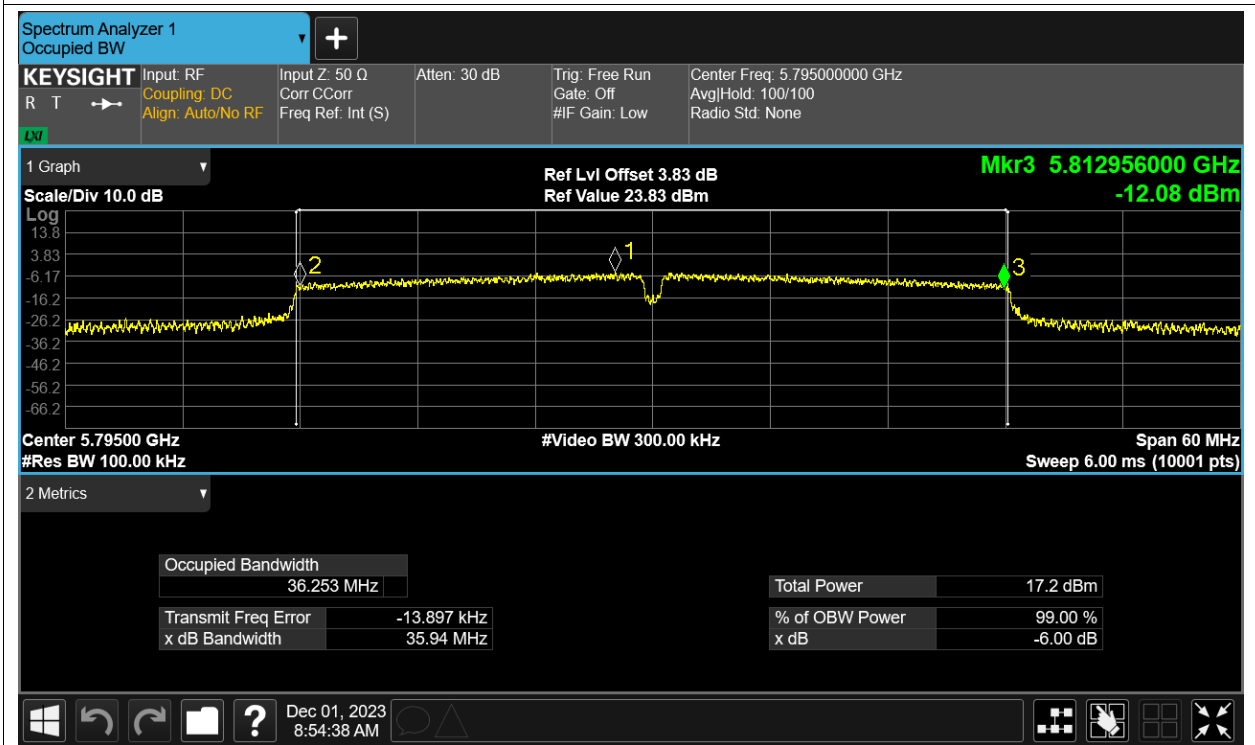 Spectrum Analyzer 1
Occupied BW
KEYSIGHT
R T
LXI
Input: RF
Coupling: DC
Align: Auto/No RF
Input Z: 50 Ω
Corr CCorr
Freq Ref: Int (S)
Atten: 30 dB
Trig: Free Run
Gate: Off
#IF Gain: Low
Center Freq: 5.795000000 GHz
Avg|Hold: 100/100
Radio Std: None
1 Graph
Scale/Div 10.0 dB
Ref Lvl Offset 3.83 dB
Ref Value 23.83 dBm
Mkr3 5.812956000 GHz
-12.08 dBm
Log
13.8
3.83
-6.17
-16.2
-26.2
-36.2
-46.2
-56.2
-66.2
1
2
3
Center 5.79500 GHz
#Res BW 100.00 kHz
#Video BW 300.00 kHz
Span 60 MHz
Sweep 6.00 ms (10001 pts)
2 Metrics
Occupied Bandwidth
36.253 MHz
Transmit Freq Error -13.897 kHz
x dB Bandwidth 35.94 MHz
Total Power 17.2 dBm
% of OBW Power 99.00 %
x dB -6.00 dB
?
Dec 01, 2023
8:54:38 AM